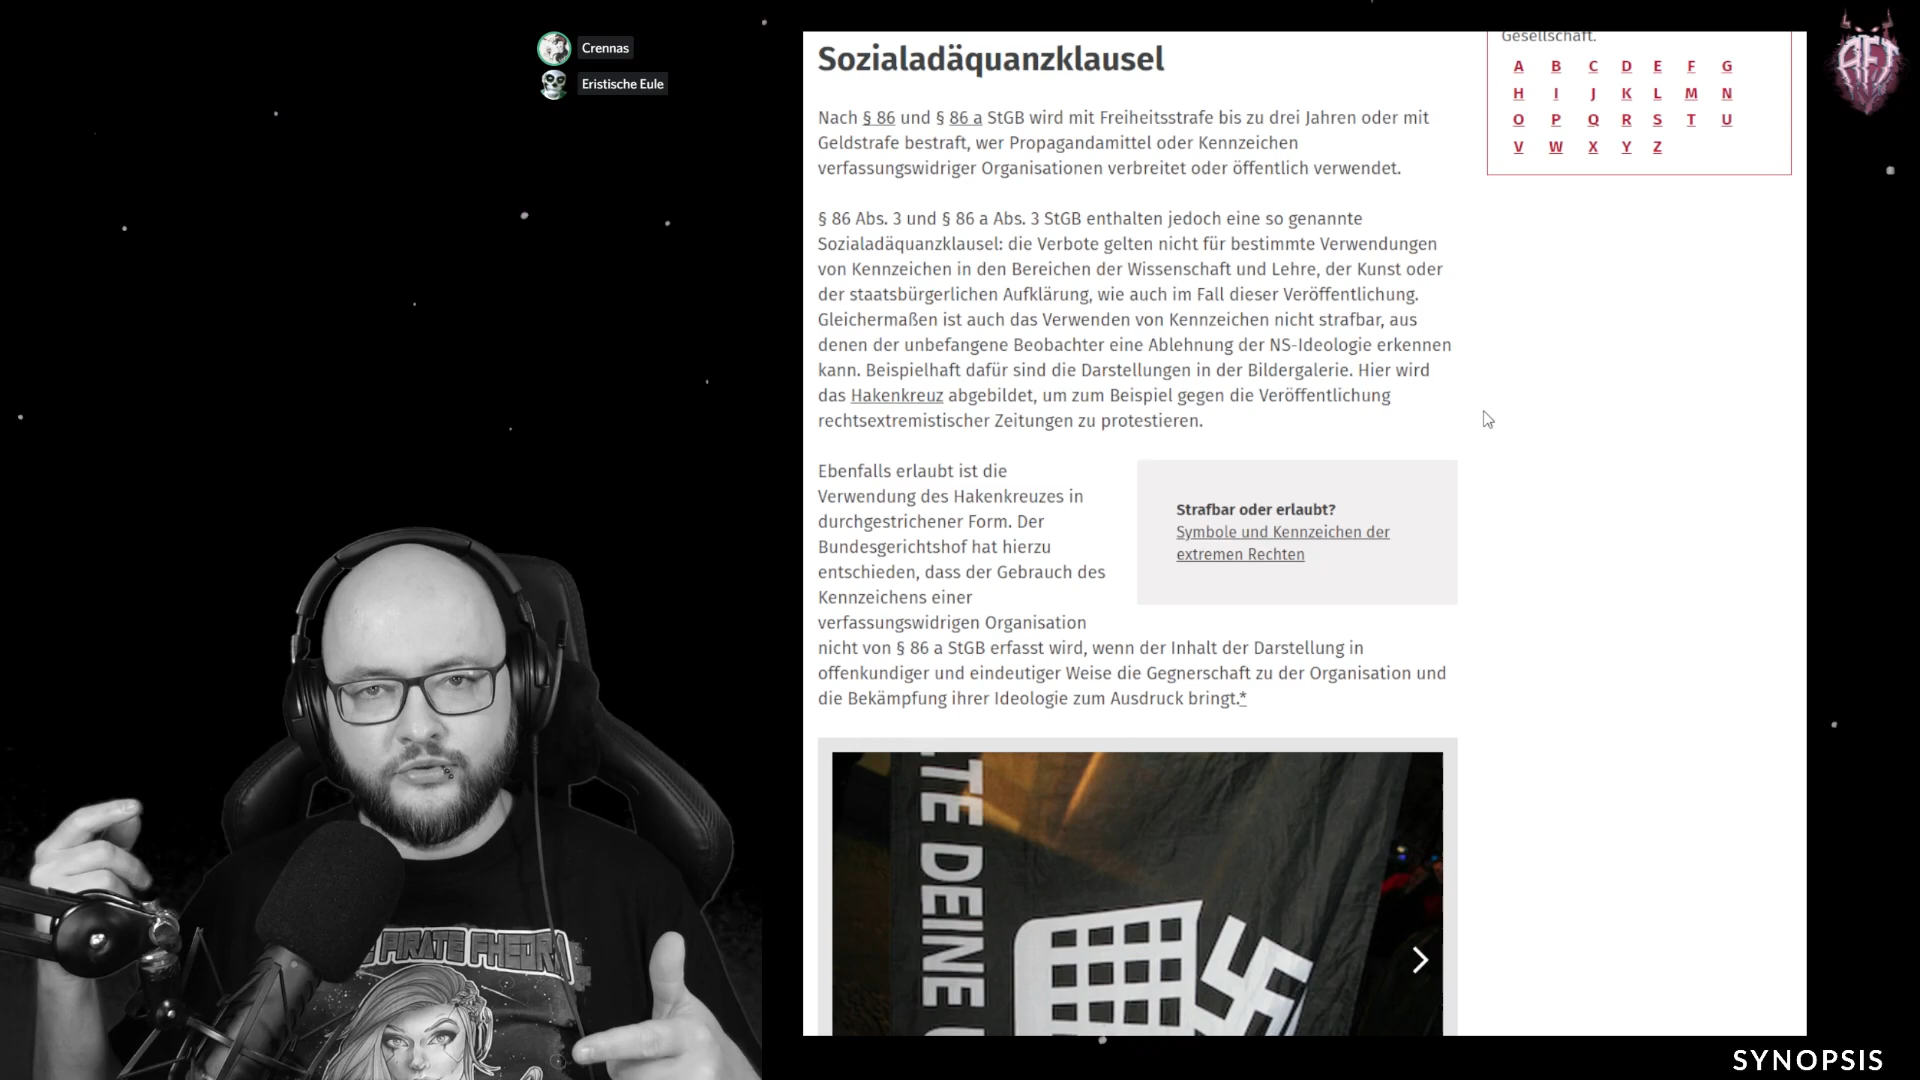 Crennas
Eristische Eule
Sozialadäquanzklausel
Nach § 86 und § 86 a StGB wird mit Freiheitsstrafe bis zu drei Jahren oder mit
Geldstrafe bestraft, wer Propagandamittel oder Kennzeichen
verfassungswidriger Organisationen verbreitet oder öffentlich verwendet.
§ 86 Abs. 3 und § 86 a Abs. 3 StGB enthalten jedoch eine so genannte
Sozialadäquanzklausel: die Verbote gelten nicht für bestimmte Verwendungen
von Kennzeichen in den Bereichen der Wissenschaft und Lehre, der Kunst oder
der staatsbürgerlichen Aufklärung, wie auch im Fall dieser Veröffentlichung.
Gleichermaßen ist auch das Verwenden von Kennzeichen nicht strafbar, aus
denen der unbefangene Beobachter eine Ablehnung der NS-Ideologie erkennen
kann. Beispielhaft dafür sind die Darstellungen in der Bildergalerie. Hier wird
das Hakenkreuz abgebildet, um zum Beispiel gegen die Veröffentlichung
rechtsextremistischer Zeitungen zu protestieren.
Ebenfalls erlaubt ist die
Verwendung des Hakenkreuzes in
durchgestrichener Form. Der
Bundesgerichtshof hat hierzu
entschieden, dass der Gebrauch des
Kennzeichens einer
verfassungswidrigen Organisation
nicht von § 86 a StGB erfasst wird, wenn der Inhalt der Darstellung in
offenkundiger und eindeutiger Weise die Gegnerschaft zu der Organisation und
die Bekämpfung ihrer Ideologie zum Ausdruck bringt.*
Strafbar oder erlaubt?
Symbole und Kennzeichen der
extremen Rechten
Gesellschaft.
A B C D E F G
H I J K L M N
O P Q R S T U
V W X Y Z
TE DEINE
PIRATE FHEDRA
SYNOPSIS